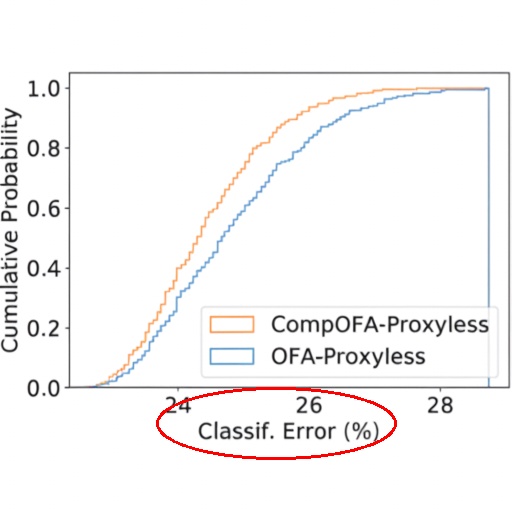 1.0
0.8
0.6
0.4
0.2
0.0
Cumulative Probability
CompOFA-Proxyless
OFA-Proxyless
24 26 28
Classif. Error (%)